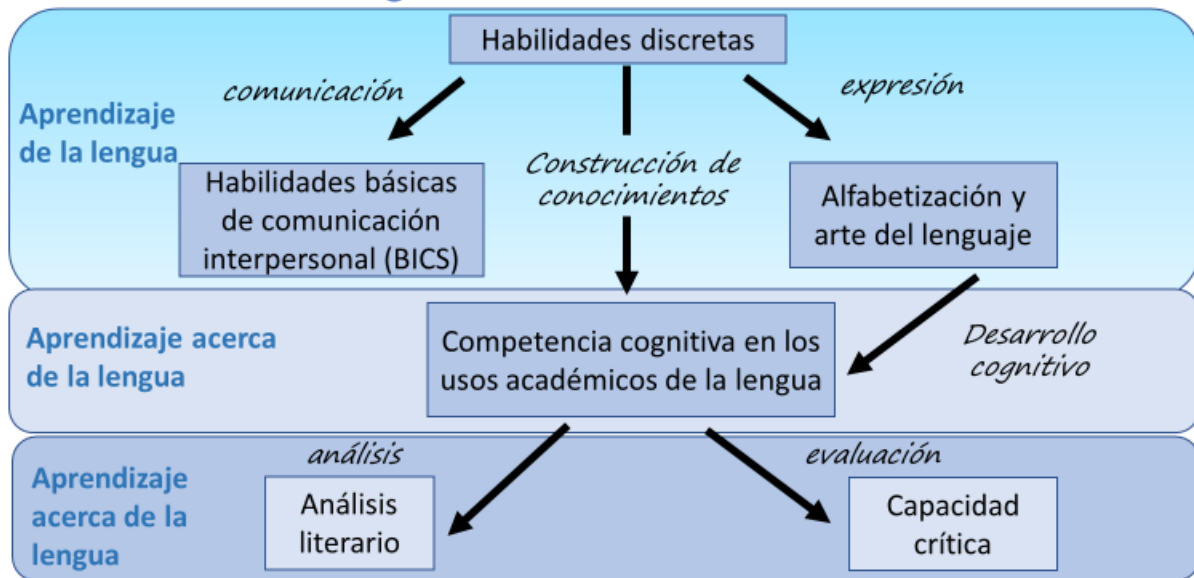 Habilidades discretas
comunicación
expresión
Aprendizaje
de la lengua
Construcción de
conocimientos
Habilidades básicas
de comunicación
interpersonal (BICS)
Alfabetización y
arte del lenguaje
Aprendizaje acerca
de la lengua
Competencia cognitiva en los
usos académicos de la lengua
Desarrollo
cognitivo
análisis
evaluación
Aprendizaje
acerca de la
lengua
Análisis
literario
Capacidad
crítica